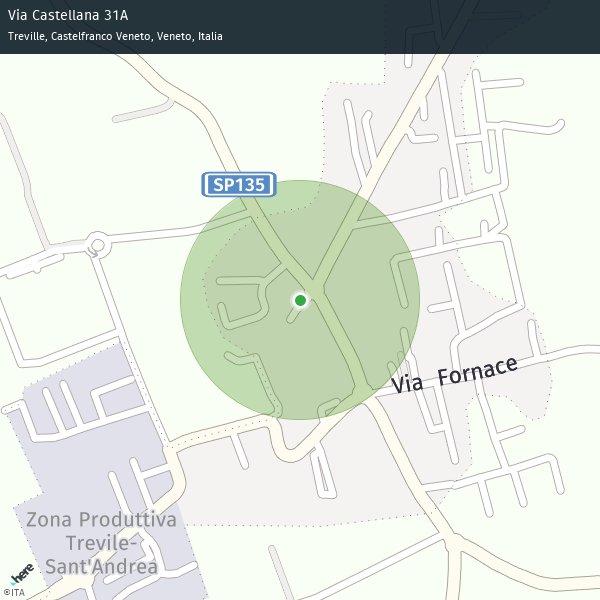 Via Castellana 31A
Treville, Castelfranco Veneto, Veneto, Italia
SP135
Via Fornace
Zona Produttiva
Trevile-
Sant'Andrea
here
©ITA